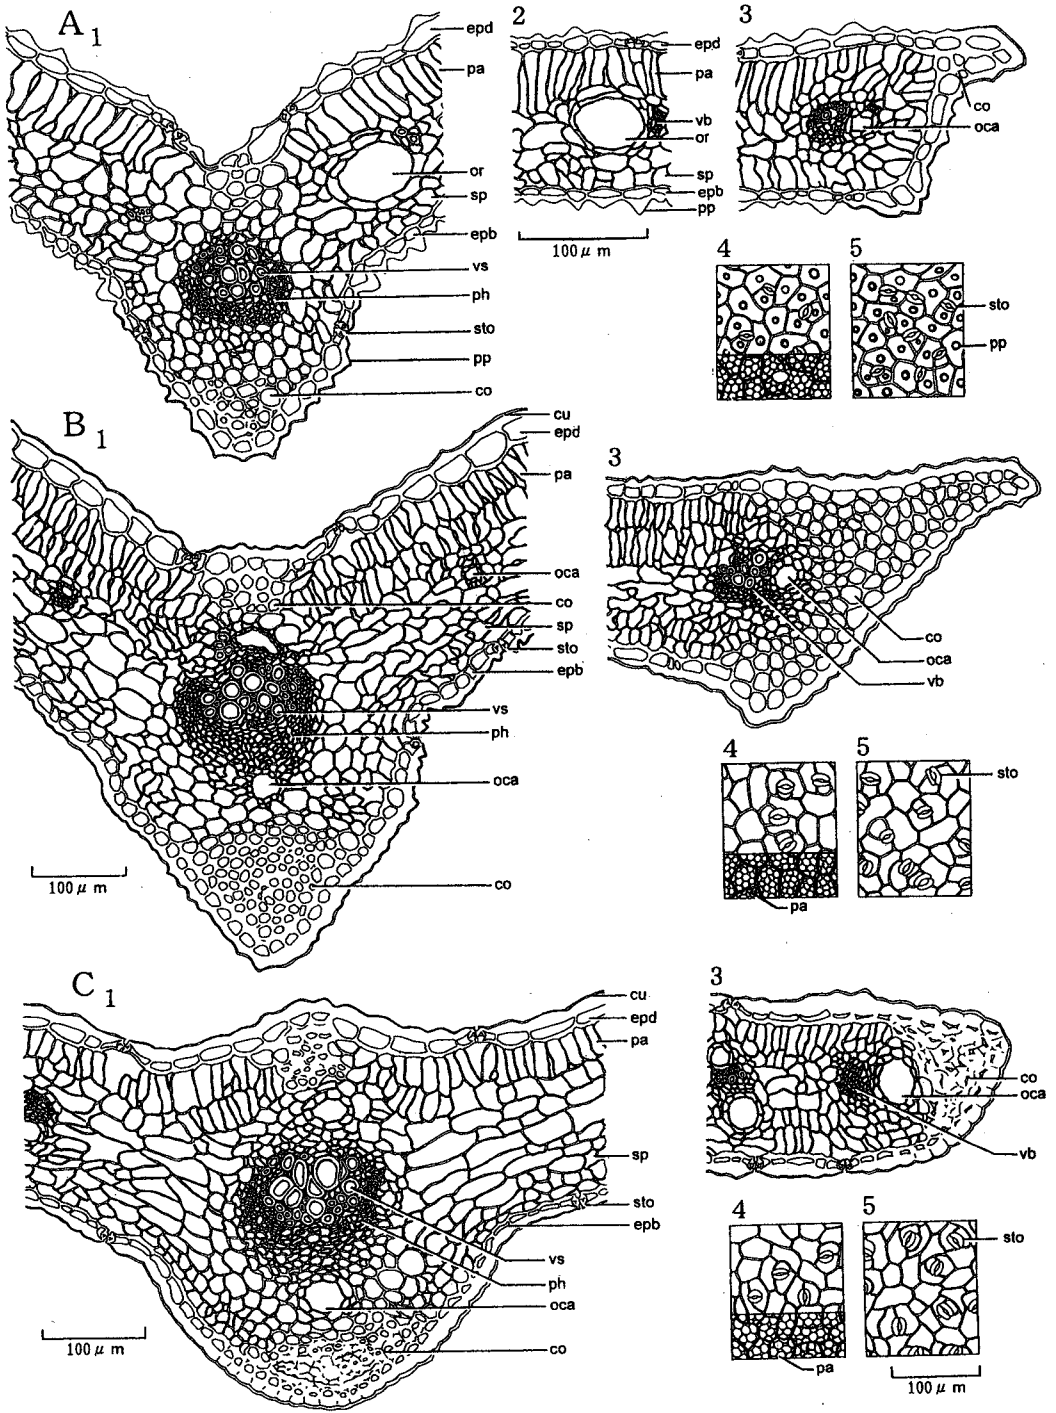 A 1
epd
pa
or
sp
epb
vs
ph
sto
pp
co
2
epd
pa
vb
or
sp
epb
pp
100 μ m
3
co
oca
4
5
sto
pp
B 1
cu
epd
pa
oca
co
sp
sto
epb
vs
ph
oca
co
100 μ m
3
co
oca
vb
4
5
sto
pa
C 1
cu
epd
pa
sp
sto
epb
vs
ph
oca
co
100 μ m
3
co
oca
vb
4
5
sto
pa
100 μ m